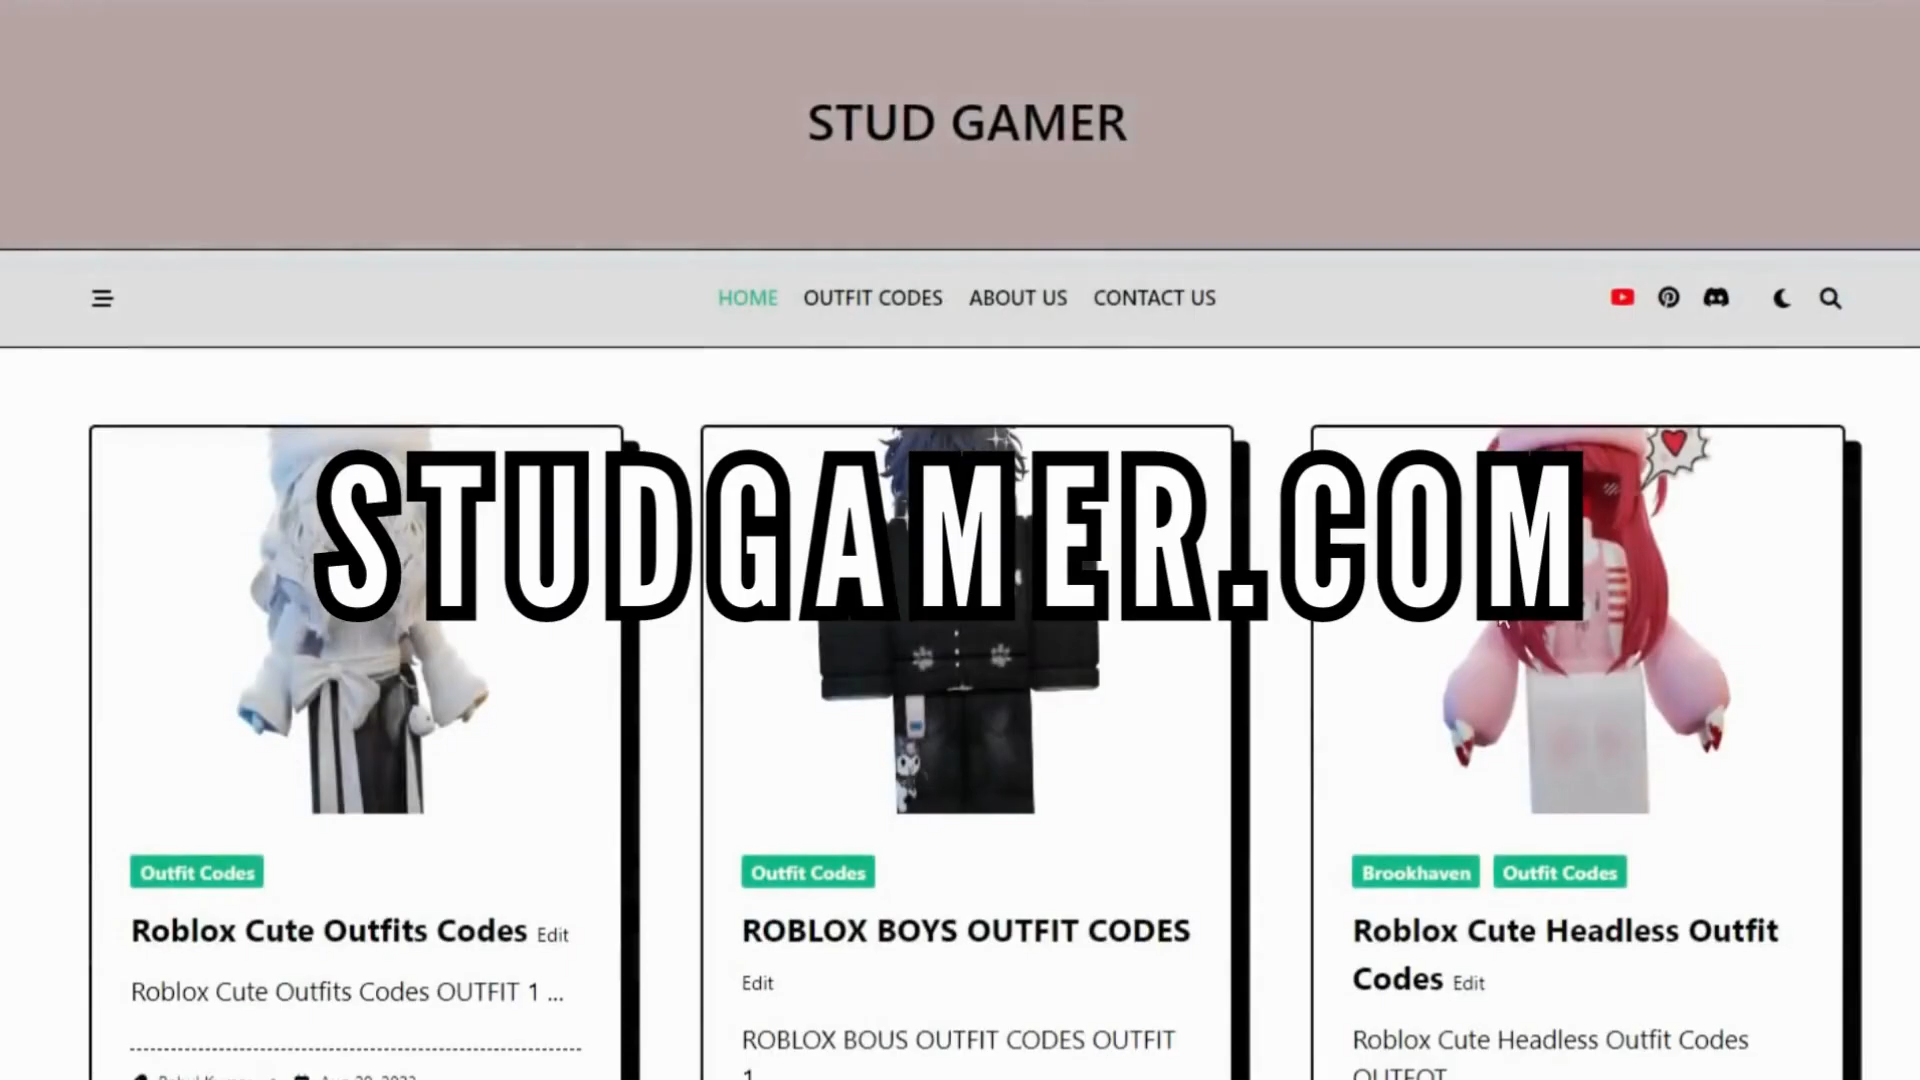 STUD GAMER
HOME OUTFIT CODES ABOUT US CONTACT US
STUDGAMER.COM
Outfit Codes
Roblox Cute Outfits Codes Edit
Roblox Cute Outfits Codes OUTFIT 1 ...
Outfit Codes
ROBLOX BOYS OUTFIT CODES
Edit
ROBLOX BOUS OUTFIT CODES OUTFIT
1
Brookhaven Outfit Codes
Roblox Cute Headless Outfit
Codes Edit
Roblox Cute Headless Outfit Codes